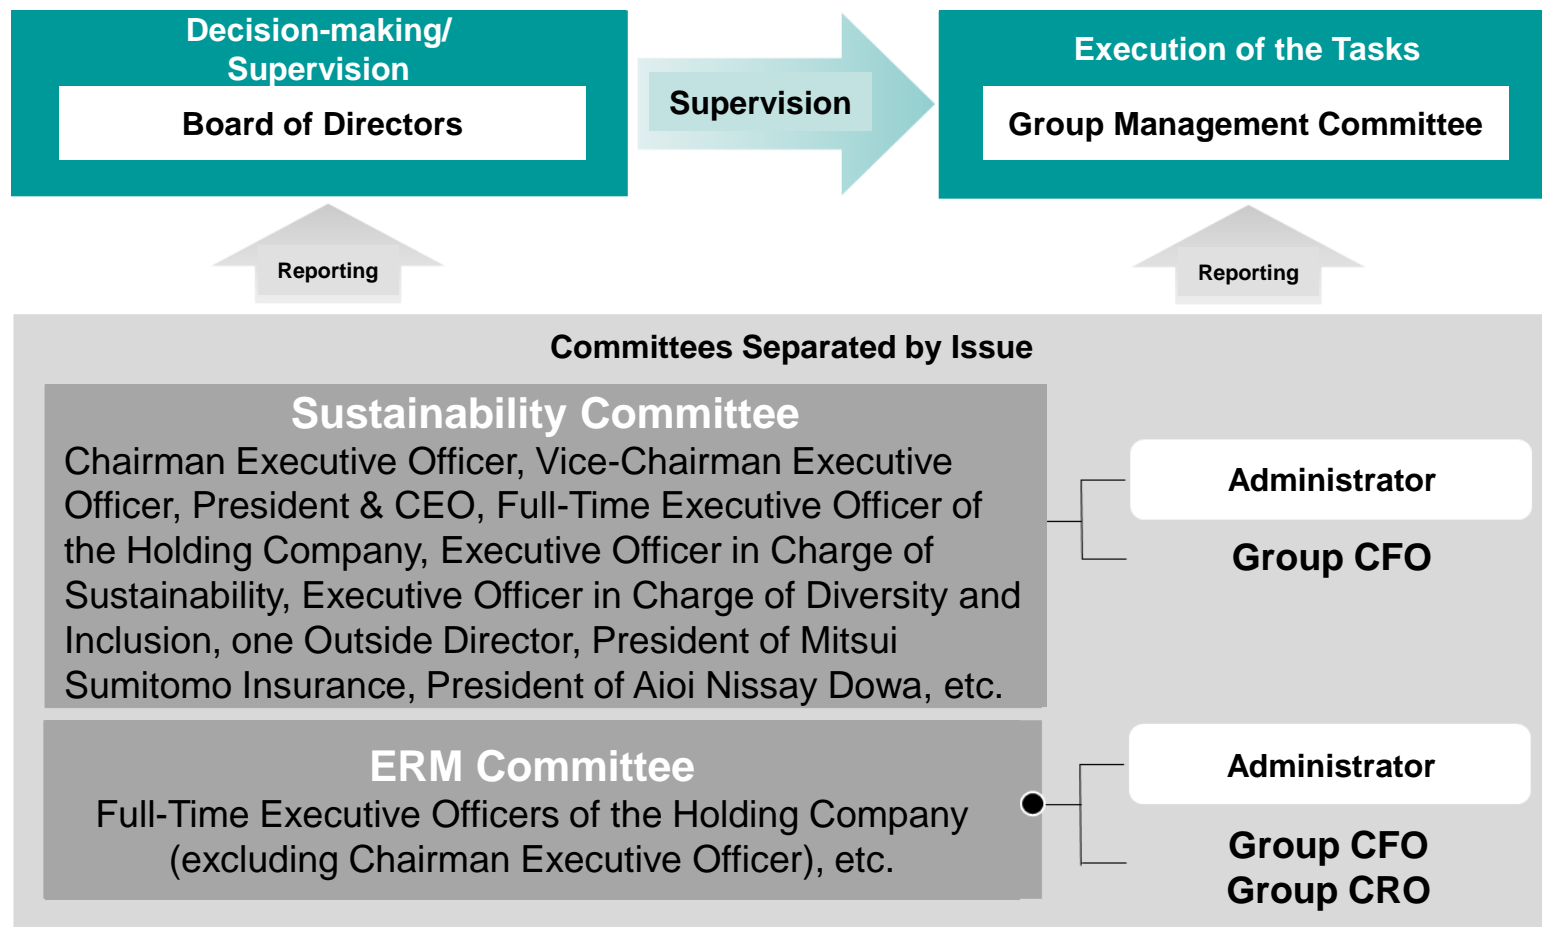 Decision-making/
Supervision
Board of Directors
Supervision
Execution of the Tasks
Group Management Committee
Reporting
Reporting
Committees Separated by Issue
Sustainability Committee
Chairman Executive Officer, Vice-Chairman Executive
Officer, President & CEO, Full-Time Executive Officer of
the Holding Company, Executive Officer in Charge of
Sustainability, Executive Officer in Charge of Diversity and
Inclusion, one Outside Director, President of Mitsui
Sumitomo Insurance, President of Aioi Nissay Dowa, etc.
Administrator
Group CFO
ERM Committee
Full-Time Executive Officers of the Holding Company
(excluding Chairman Executive Officer), etc.
Administrator
Group CFO
Group CRO